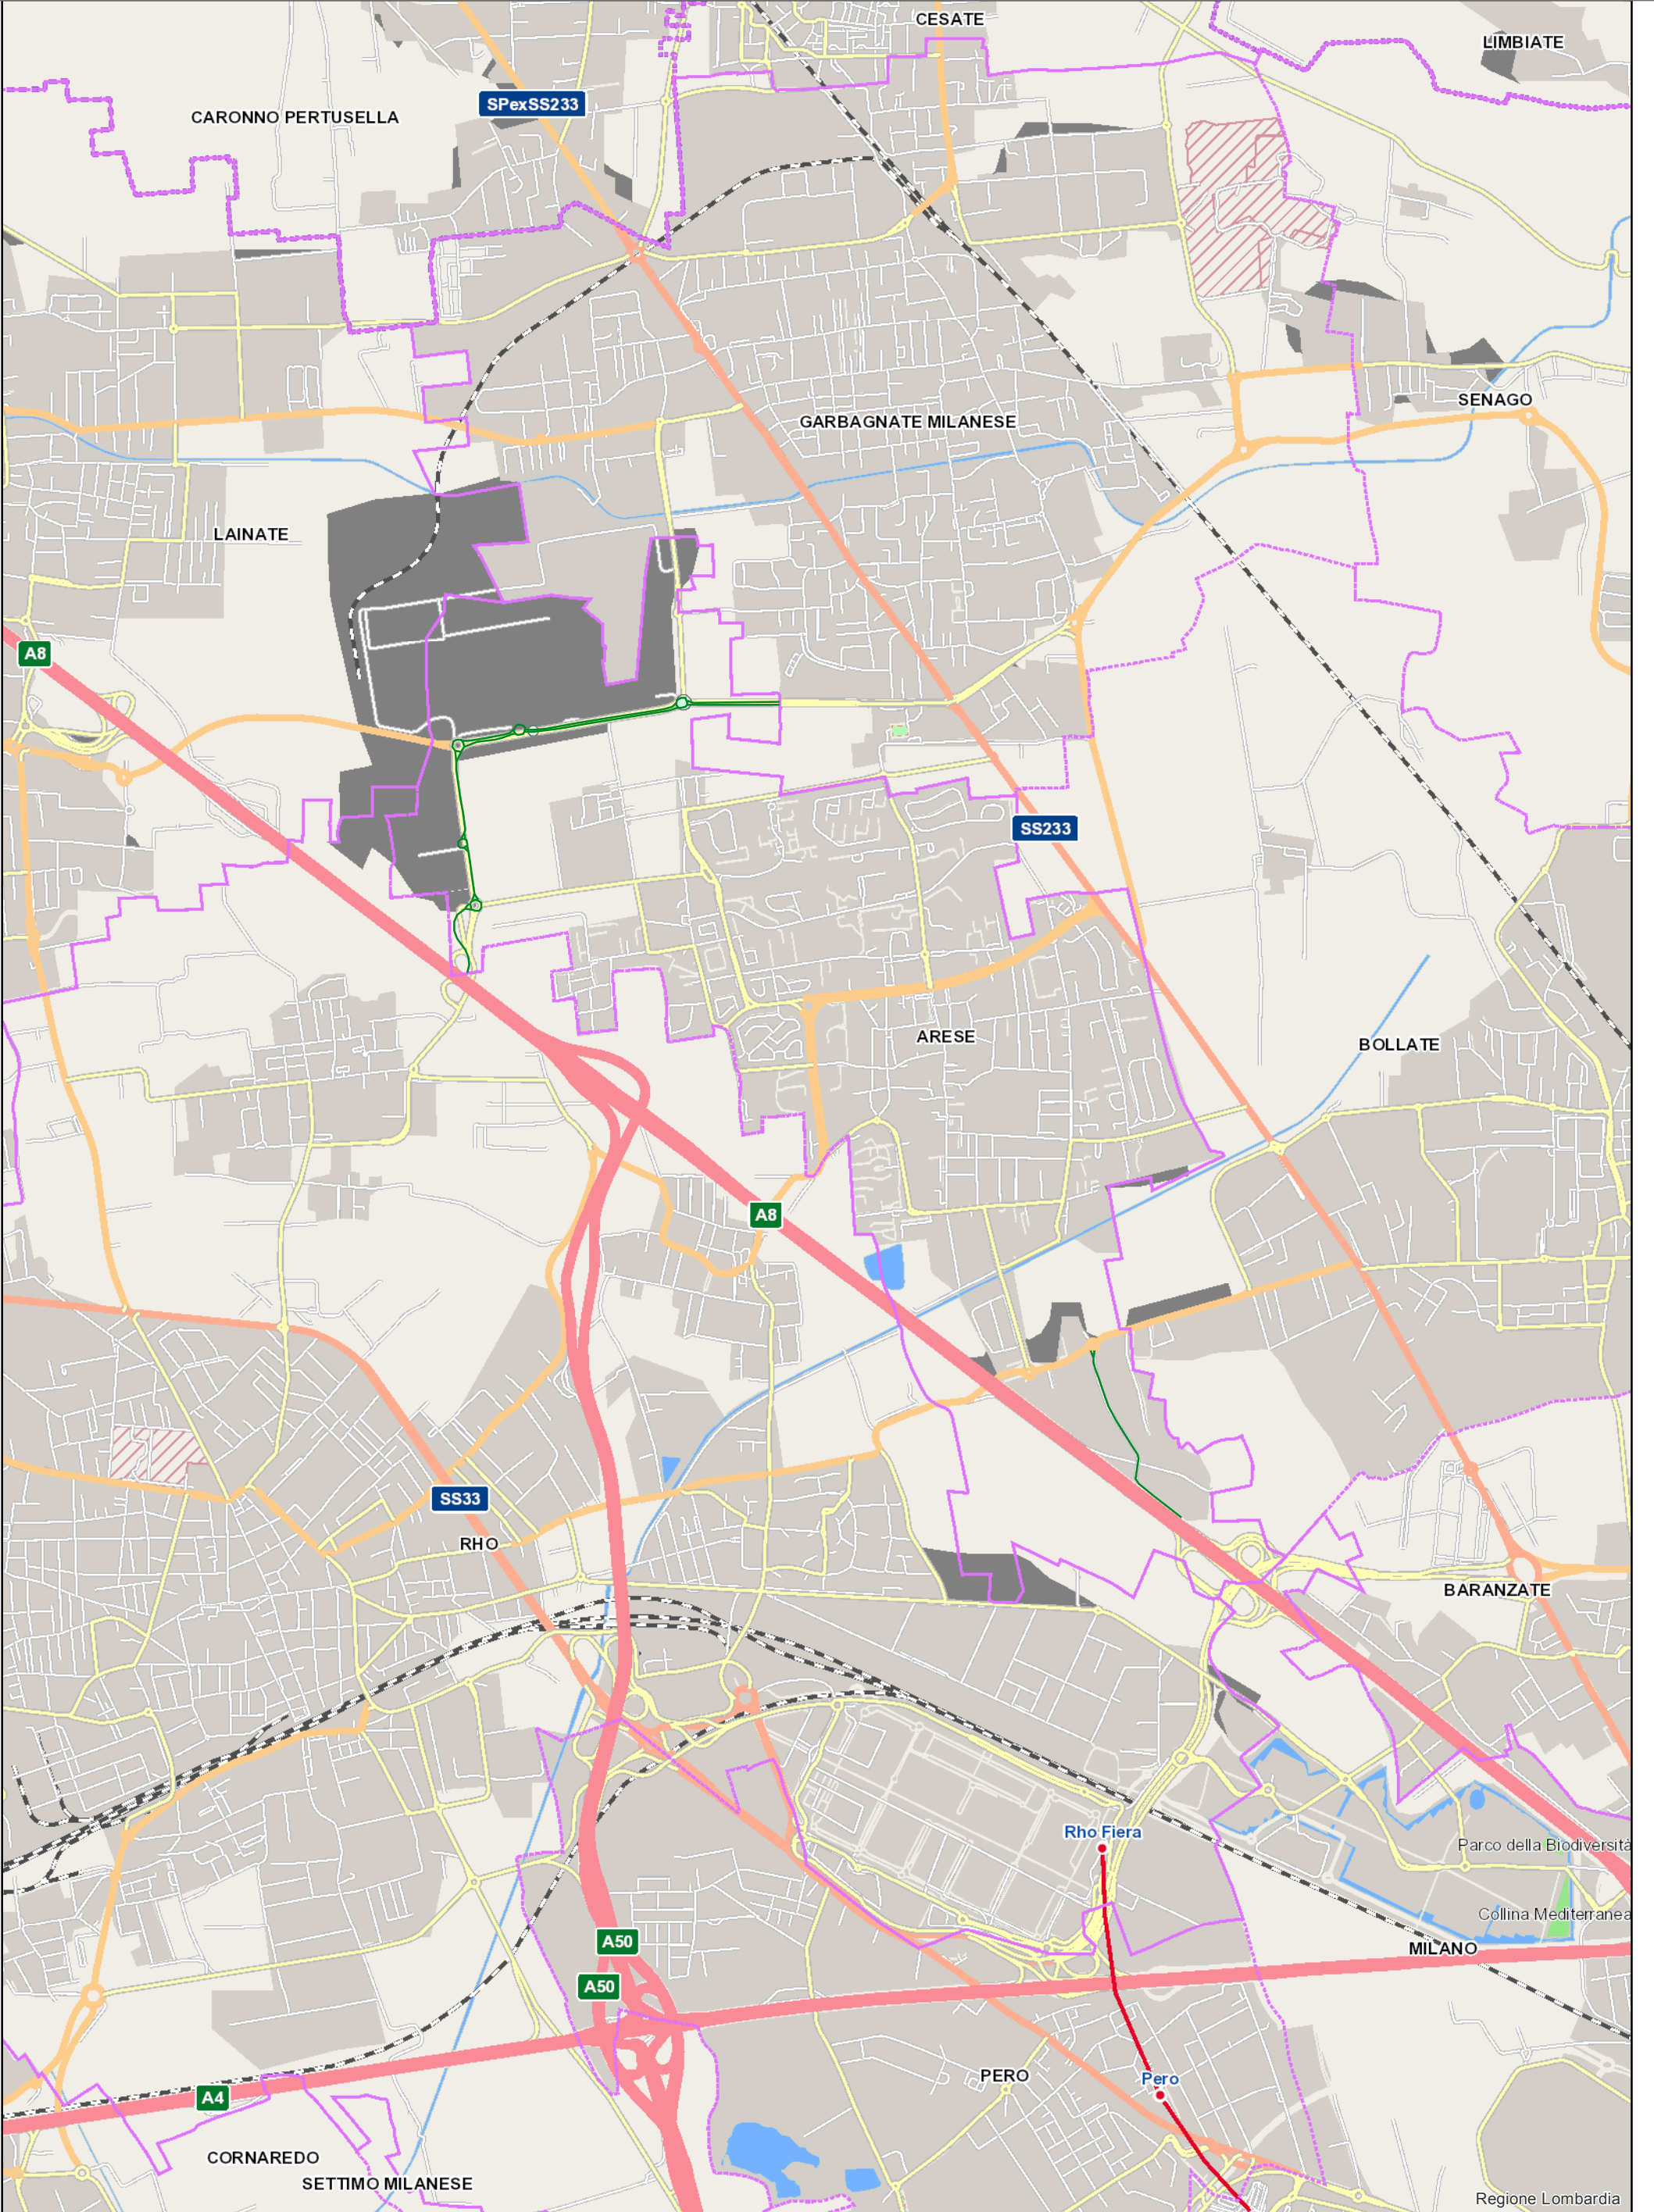 CESATE
LIMBIATE
SPexSS233
CARONNO PERTUSELLA
SENAGO
GARBAGNATE MILANESE
LAINATE
A8
SS233
ARESE
BOLLATE
A8
SS33
RHO
BARANZATE
Rho Fiera
Parco della Biodiversità
Collina Mediterranea
A50
MILANO
A50
PERO
Pero
A4
CORNAREDO
SETTIMO MILANESE
Regione Lombardia